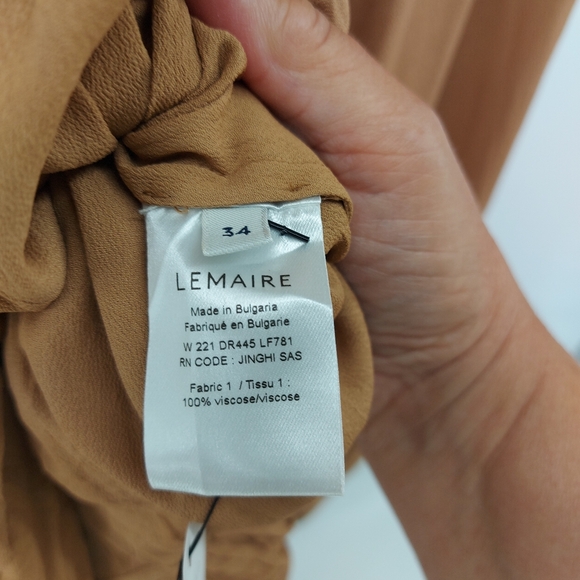 34
LEMAIRE
Made in Bulgaria
Fabriqué en Bulgarie
W 221 DR445 LF781
RN CODE : JINGHI SAS
Fabric 1 / Tissu 1 :
100% viscose/viscose